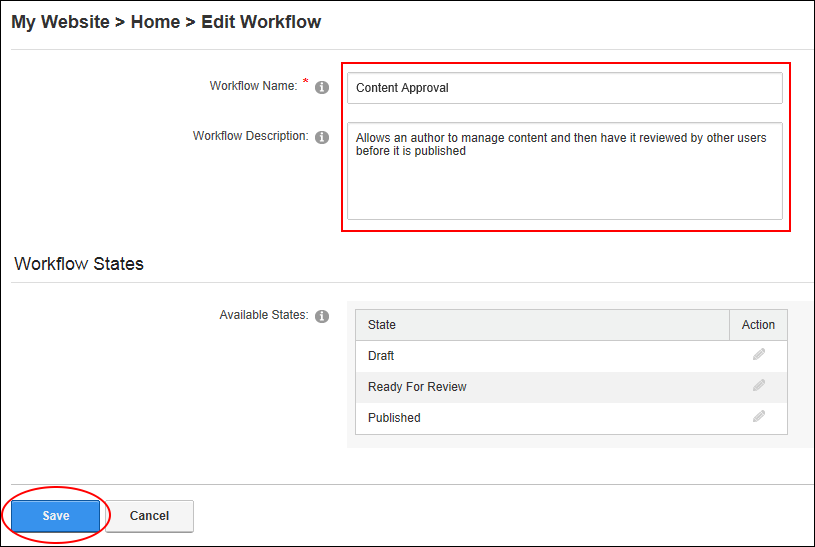 My Website > Home > Edit Workflow
Workflow Name: *
Content Approval
Workflow Description:
Allows an author to manage content and then have it reviewed by other users
before it is published
Workflow States
Available States:
State Action
Draft
Ready For Review
Published
Save Cancel